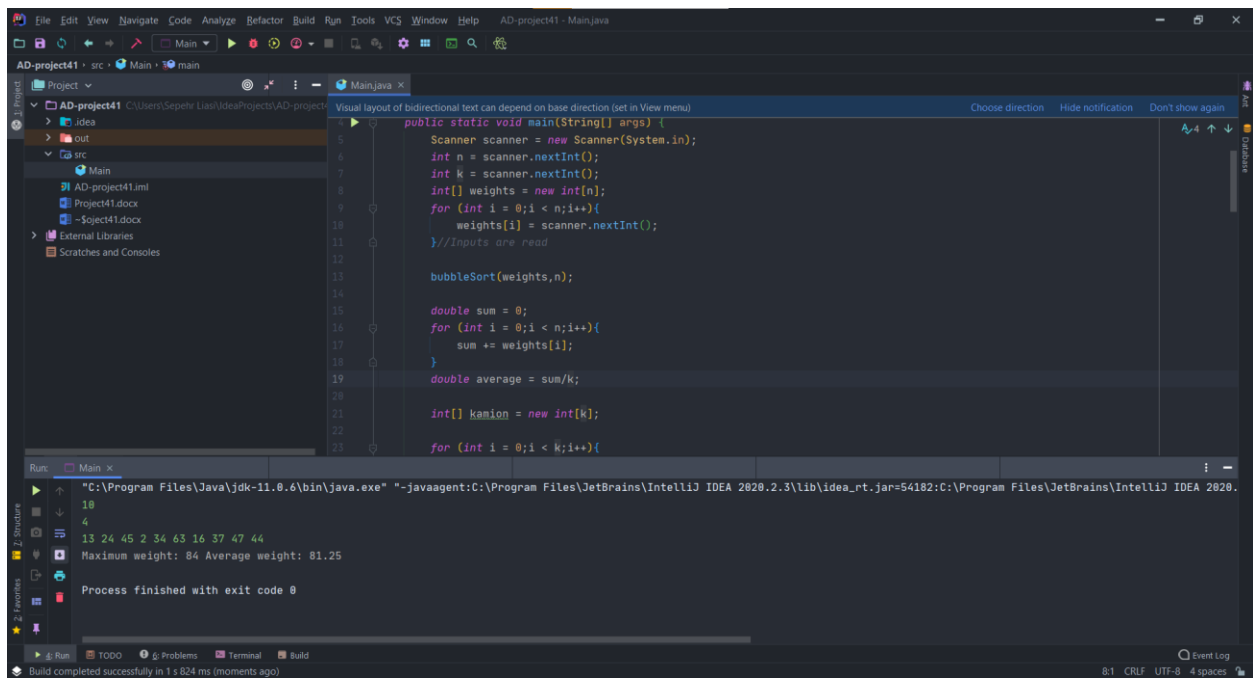 File Edit View Navigate Code Analyze Refactor Build Run Tools VCS Window Help AD-project41 - Main.java
Main
AD-project41 › src › Main › main
1: Project
Project
Main.java ×
Ant
Database
AD-project41 C:\Users\Sepehr Liasi\IdeaProjects\AD-project
.idea
out
src
Main
AD-project41.iml
Project41.docx
~$oject41.docx
External Libraries
Scratches and Consoles
Visual layout of bidirectional text can depend on base direction (set in View menu) Choose direction Hide notification Don't show again
4
4 public static void main(String[] args) {
5 Scanner scanner = new Scanner(System.in);
6 int n = scanner.nextInt();
7 int k = scanner.nextInt();
8 int[] weights = new int[n];
9 for (int i = 0;i < n;i++){
10 weights[i] = scanner.nextInt();
11 }//Inputs are read
12
13 bubbleSort(weights,n);
14
15 double sum = 0;
16 for (int i = 0;i < n;i++){
17 sum += weights[i];
18 }
19 double average = sum/k;
20
21 int[] kamion = new int[k];
22
23 for (int i = 0;i < k;i++){
Run: Main ×
"C:\Program Files\Java\jdk-11.0.6\bin\java.exe" "-javaagent:C:\Program Files\JetBrains\IntelliJ IDEA 2020.2.3\lib\idea_rt.jar=54182:C:\Program Files\JetBrains\IntelliJ IDEA 2020.
10
4
13 24 45 2 34 63 16 37 47 44
Maximum weight: 84 Average weight: 81.25
Process finished with exit code 0
7: Structure
2: Favorites
4: Run TODO 6: Problems Terminal Build Event Log
Build completed successfully in 1 s 824 ms (moments ago) 8:1 CRLF UTF-8 4 spaces